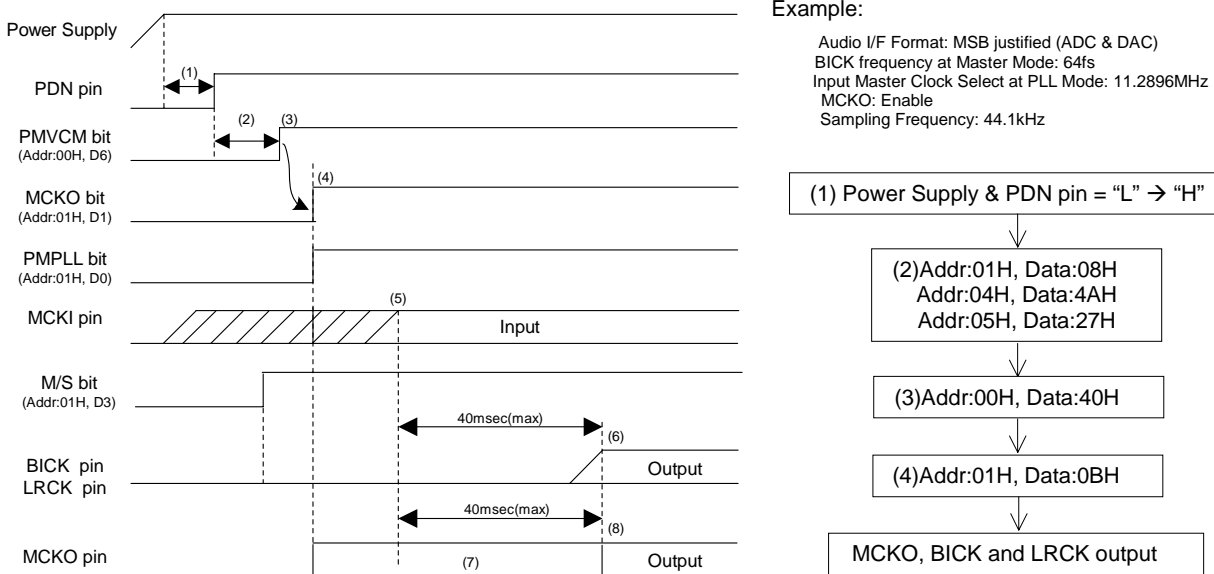 Power Supply
(1)
PDN pin
(2)
(3)
PMVCM bit
(Addr:00H, D6)
(4)
MCKO bit
(Addr:01H, D1)
PMPLL bit
(Addr:01H, D0)
(5)
MCKI pin
Input
M/S bit
(Addr:01H, D3)
40msec(max)
(6)
BICK pin
LRCK pin
Output
40msec(max)
(8)
MCKO pin
(7)
Output
Example:
Audio I/F Format: MSB justified (ADC & DAC)
BICK frequency at Master Mode: 64fs
Input Master Clock Select at PLL Mode: 11.2896MHz
MCKO: Enable
Sampling Frequency: 44.1kHz
(1) Power Supply & PDN pin = “L” → “H”
(2)Addr:01H, Data:08H
Addr:04H, Data:4AH
Addr:05H, Data:27H
(3)Addr:00H, Data:40H
(4)Addr:01H, Data:0BH
MCKO, BICK and LRCK output